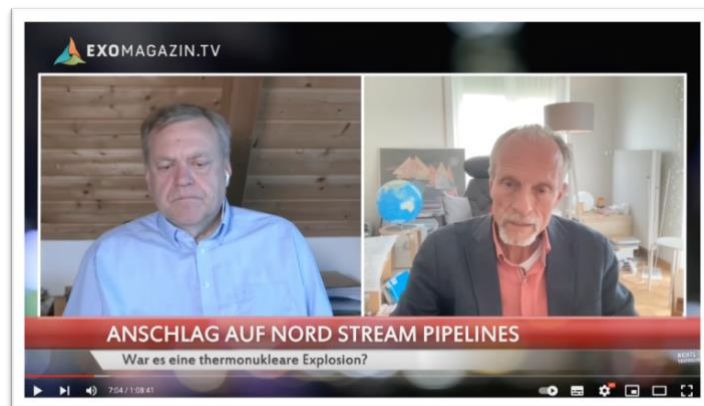 EXOMAGAZIN.TV
ANSCHLAG AUF NORD STREAM PIPELINES
War es eine thermonukleare Explosion?
7:04 / 1:08:41